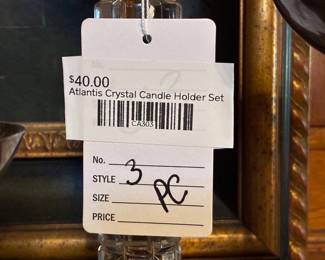 $40.00
Atlantis Crystal Candle Holder Set
CA303
No.
STYLE 3
SIZE PC
PRICE